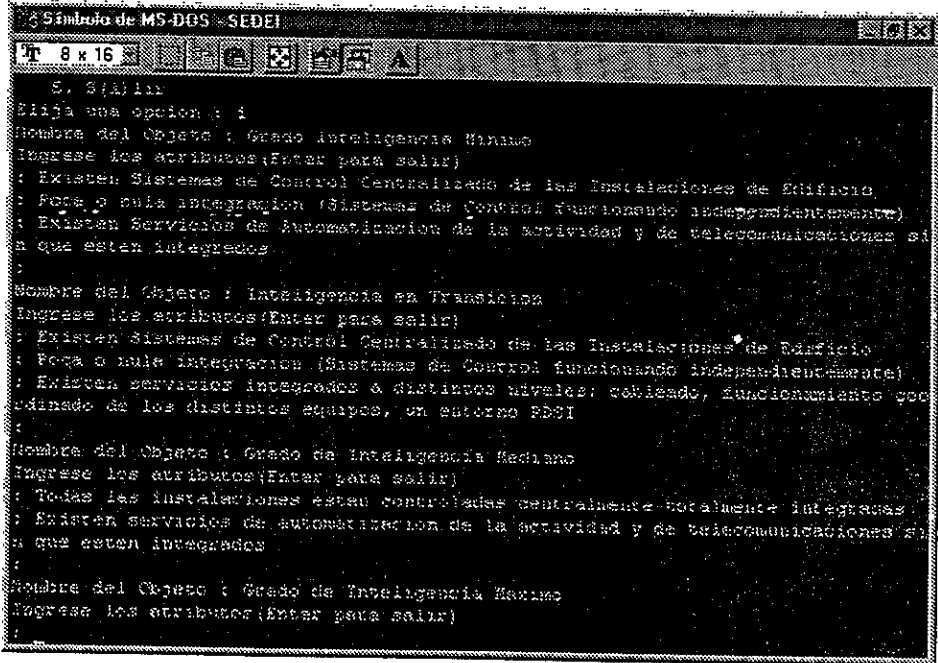 Símbolo de MS-DOS - SEDEI
Tr 8 x 16
A
S. S(a)lir
Elija una opcion : i
Nombre del Objeto : Grado Inteligencia Minimo
Ingrese los atributos(Enter para salir)
: Existen Sistemas de Control Centralizado de las Instalaciones de Edificio
: Poca o nula integracion (Sistemas de Control funcionando independientemente)
: Existen Servicios de Automatizacion de la actividad y de telecomunicaciones si
n que esten integrados
:
Nombre del Objeto : Inteligencia en Transicion
Ingrese los atributos(Enter para salir)
: Existen Sistemas de Control Centralizado de las Instalaciones de Edificio
: Poca o nula integracion (Sistemas de Control funcionando independientemente)
: Existen servicios integrados a distintos niveles; cableado, funcionamiento coo
rdinado de los distintos equipos, un entorno RDSI
:
Nombre del Objeto : Grado de Inteligencia Mediano
Ingrese los atributos(Enter para salir)
: Todas las instalaciones estan controladas centralmente totalmente integradas
: Existen servicios de automatizacion de la actividad y de telecomunicaciones si
n que esten integrados
:
Nombre del Objeto : Grado de Inteligencia Maximo
Ingrese los atributos(Enter para salir)
: _